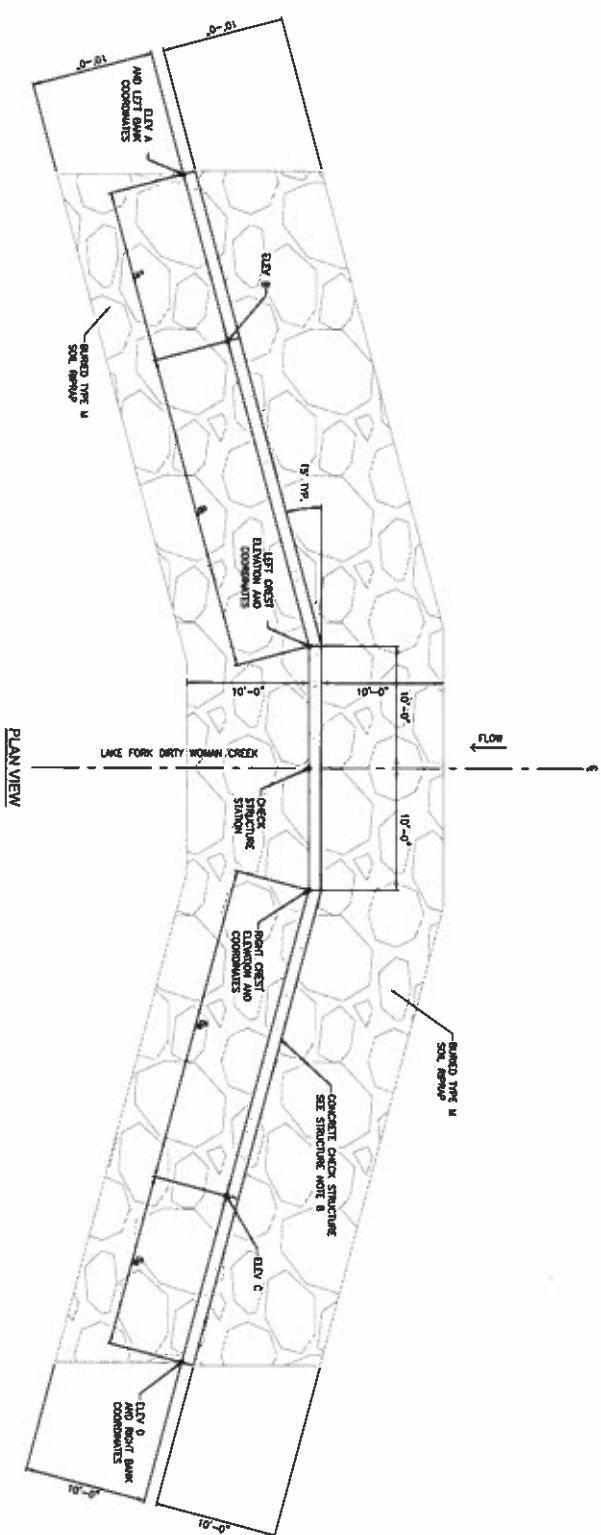 10'-0"
10'-0"
ELEV A
AND LEFT BANK
COORDINATES
ELEV B
BURIED TYPE M
SOIL RIPRAP
15° TYP.
LEFT CREST
ELEVATION AND
COORDINATES
10'-0"
10'-0"
10'-0"
10'-0"
FLOW
LAKE FORK DIRTY WOMAN CREEK
CHECK
STRUCTURE
STATION
RIGHT CREST
ELEVATION AND
COORDINATES
BURIED TYPE M
SOIL RIPRAP
CONCRETE CHECK STRUCTURE
SEE STRUCTURE NOTE B
ELEV C
ELEV D
AND RIGHT BANK
COORDINATES
10'-0"
10'-0"
PLAN VIEW